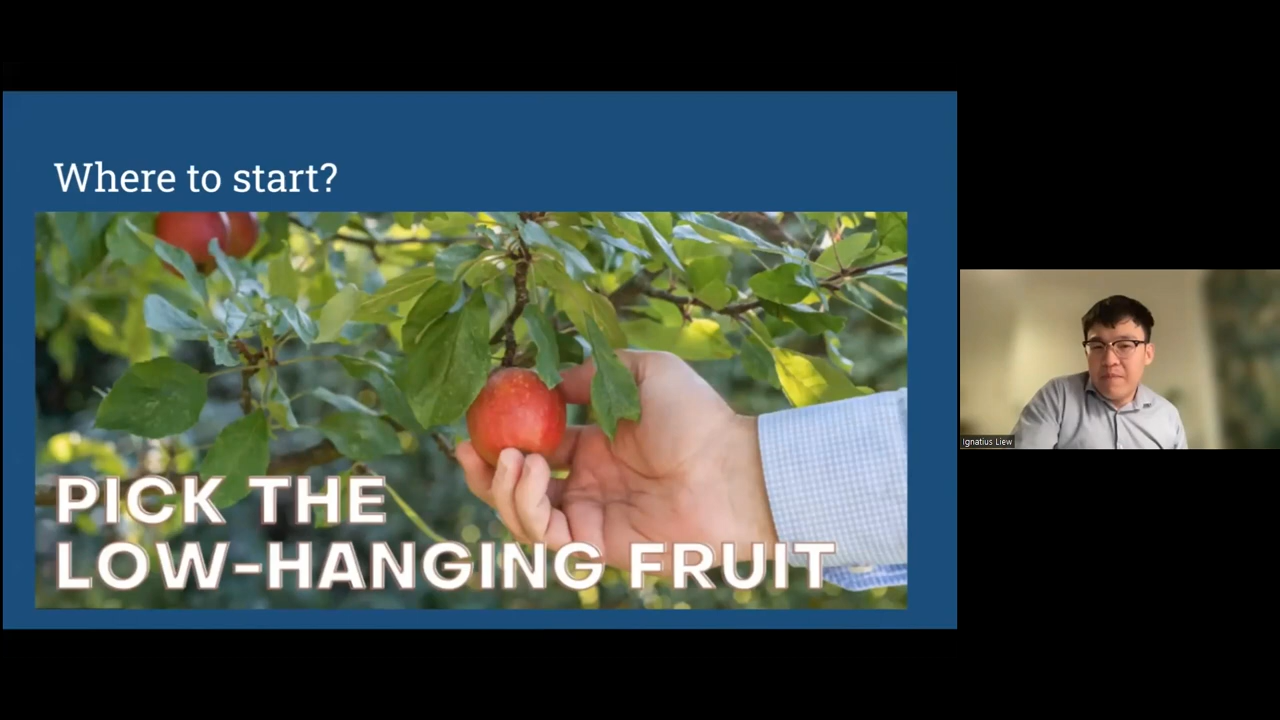 Where to start?
PICK THE
LOW-HANGING FRUIT
Ignatius Liew